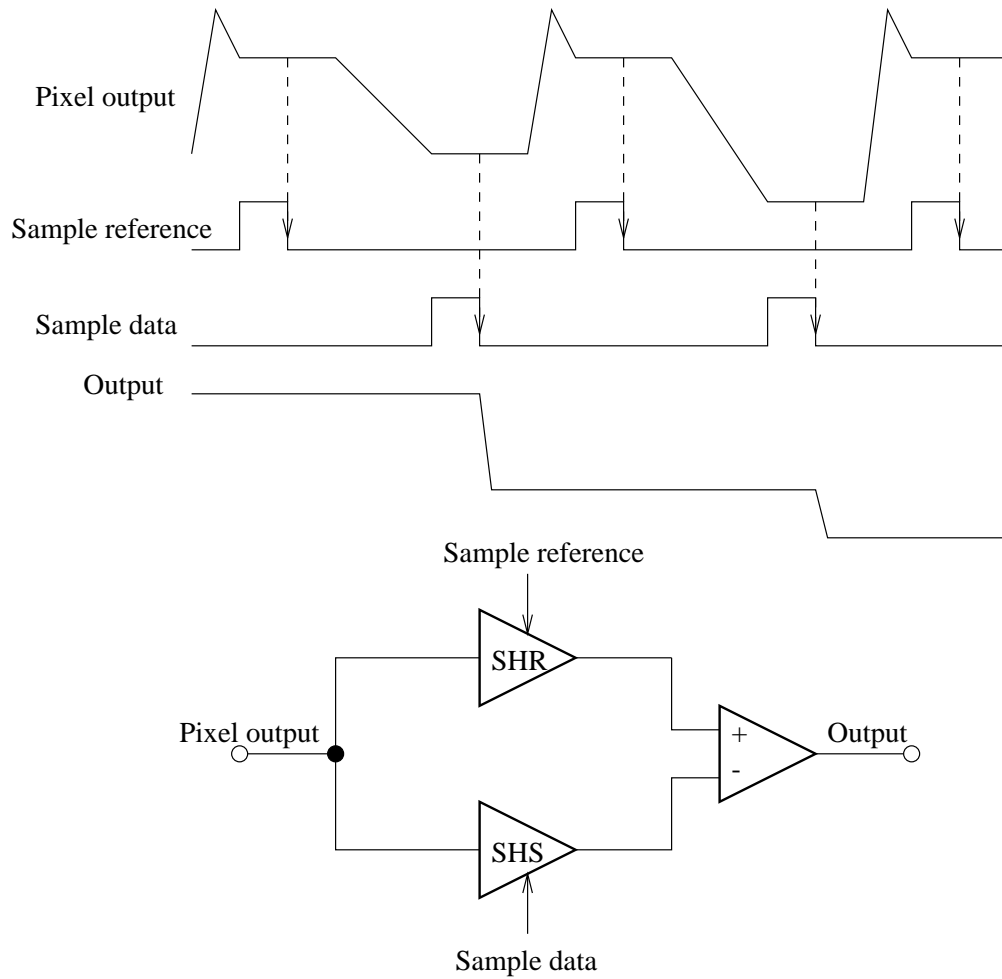 Pixel output
Sample reference
Sample data
Output
Sample reference
SHR
Pixel output
+
-
Output
SHS
Sample data